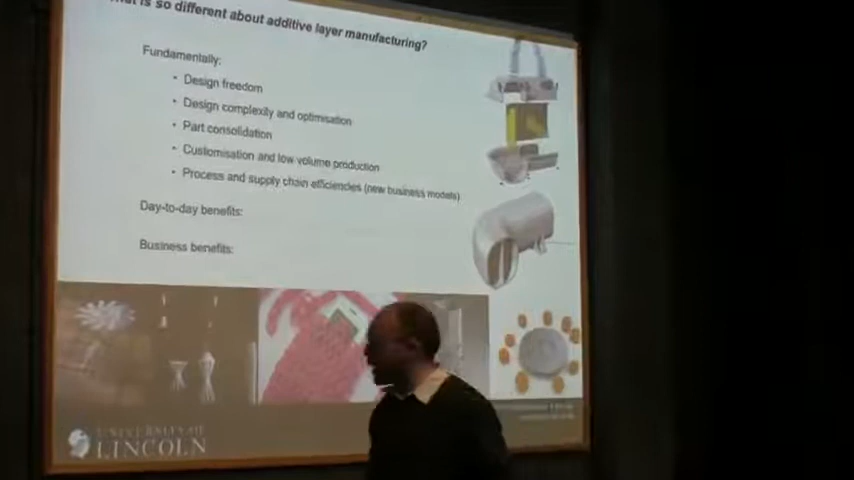 is so different about additive layer manufacturing?
Fundamentally:
• Design freedom
• Design complexity and optimisation
• Part consolidation
• Customisation and low volume production
• Process and supply chain efficiencies (new business models)
Day-to-day benefits:
Business benefits:
UNIVERSITY OF
LINCOLN